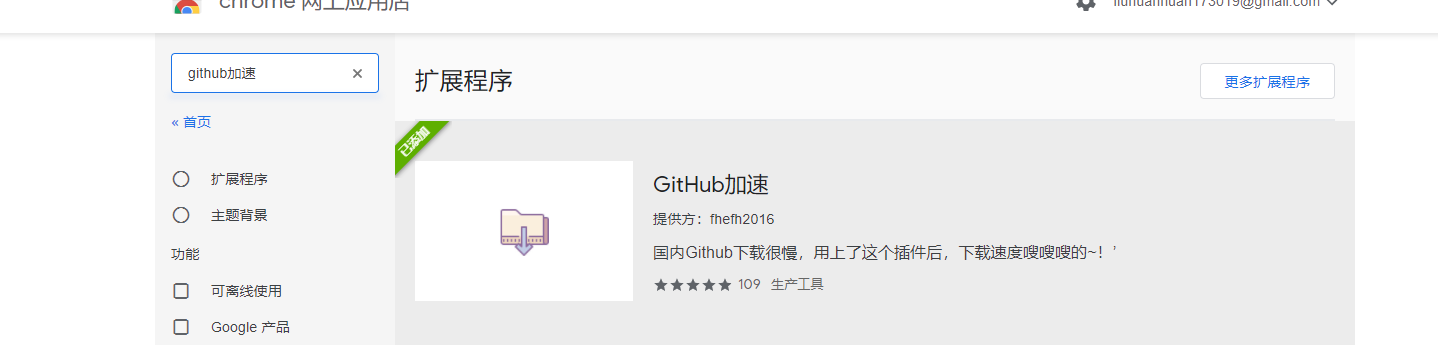 chrome 网上应用店
liuhuanhuan173019@gmail.com
github加速
×
« 首页
扩展程序
主题背景
功能
可离线使用
Google 产品
扩展程序
更多扩展程序
已添加
GitHub加速
提供方：fhefh2016
国内Github下载很慢，用上了这个插件后，下载速度嗖嗖嗖的~！'
★★★★★ 109 生产工具